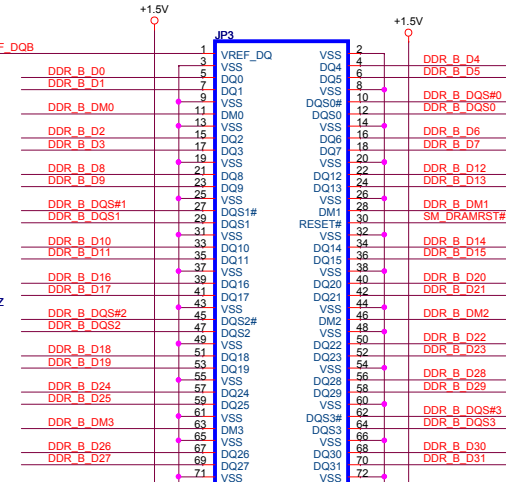 +1.5V +1.5V
JP3
F_DQB 1 VREF_DQ VSS 2
3 VSS DQ4 4 DDR_B_D4
DDR_B_D0 5 DQ0 DQ5 6 DDR_B_D5
DDR_B_D1 7 DQ1 VSS 8
9 VSS DQS0# 10 DDR_B_DQS#0
DDR_B_DM0 11 DM0 DQS0 12 DDR_B_DQS0
13 VSS VSS 14
DDR_B_D2 15 DQ2 DQ6 16 DDR_B_D6
DDR_B_D3 17 DQ3 DQ7 18 DDR_B_D7
19 VSS VSS 20
DDR_B_D8 21 DQ8 DQ12 22 DDR_B_D12
DDR_B_D9 23 DQ9 DQ13 24 DDR_B_D13
25 VSS VSS 26
DDR_B_DQS#1 27 DQS1# DM1 28 DDR_B_DM1
DDR_B_DQS1 29 DQS1 RESET# 30 SM_DRAMRST#
31 VSS VSS 32
DDR_B_D10 33 DQ10 DQ14 34 DDR_B_D14
DDR_B_D11 35 DQ11 DQ15 36 DDR_B_D15
37 VSS VSS 38
DDR_B_D16 39 DQ16 DQ20 40 DDR_B_D20
DDR_B_D17 41 DQ17 DQ21 42 DDR_B_D21
Z 43 VSS VSS 44
DDR_B_DQS#2 45 DQS2# DM2 46 DDR_B_DM2
DDR_B_DQS2 47 DQS2 VSS 48
49 VSS DQ22 50 DDR_B_D22
DDR_B_D18 51 DQ18 DQ23 52 DDR_B_D23
DDR_B_D19 53 DQ19 VSS 54
55 VSS DQ28 56 DDR_B_D28
DDR_B_D24 57 DQ24 DQ29 58 DDR_B_D29
DDR_B_D25 59 DQ25 VSS 60
61 VSS DQS3# 62 DDR_B_DQS#3
DDR_B_DM3 63 DM3 DQS3 64 DDR_B_DQS3
65 VSS VSS 66
DDR_B_D26 67 DQ26 DQ30 68 DDR_B_D30
DDR_B_D27 69 DQ27 DQ31 70 DDR_B_D31
71 VSS VSS 72